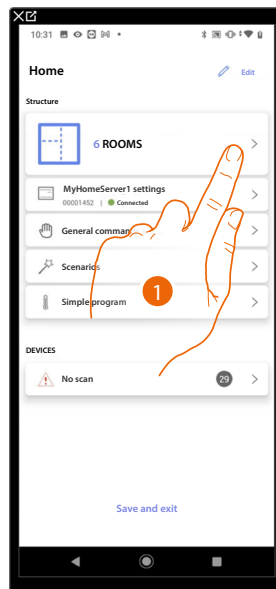 10:31
Home
Edit
Structure
6 ROOMS
MyHomeServer1 settings
00001452 | Connected
General comman
Scenarios
Simple program
1
DEVICES
No scan
29
Save and exit